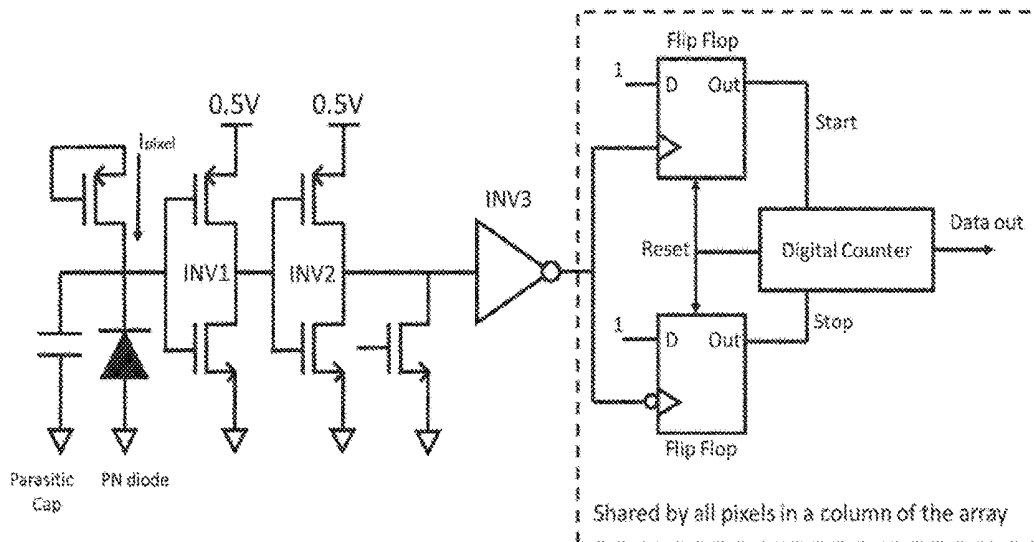 Flip Flop
1
D
Out
Start
0.5V
0.5V
Ipixel
INV3
INV1
INV2
Reset
Digital Counter
Data out
1
D
Out
Stop
Flip Flop
Parasitic
Cap
PN diode
Shared by all pixels in a column of the array